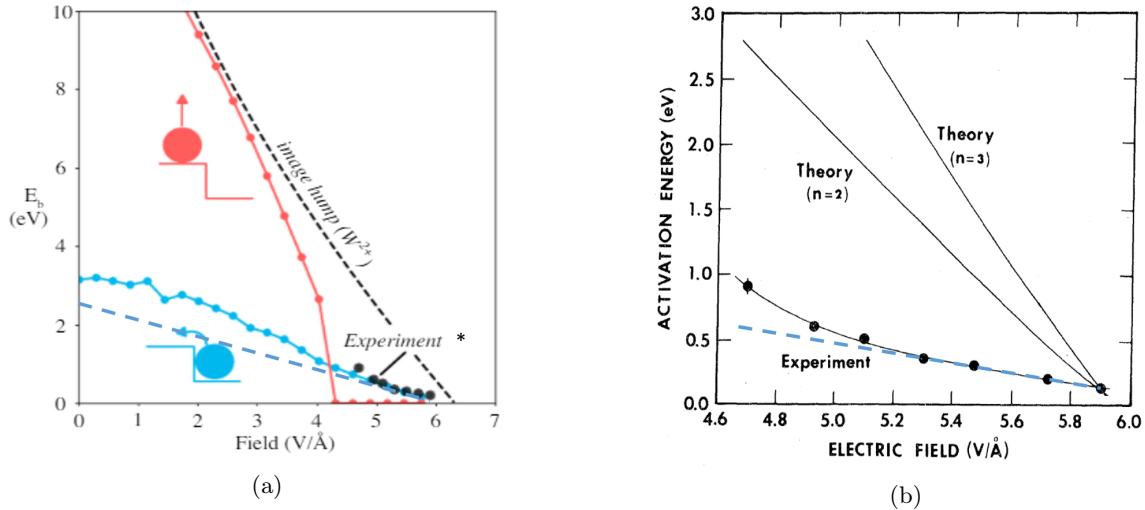 10
8
6
E_b
(eV)
4
2
0
0
1
2
3
4
5
6
7
Field (V/Å)
image hump (W²⁺)
Experiment *
(a)
3.0
2.5
2.0
1.5
1.0
0.5
0.0
ACTIVATION ENERGY (eV)
Theory
(n=3)
Theory
(n=2)
Experiment
4.6
4.8
5.0
5.2
5.4
5.6
5.8
6.0
ELECTRIC FIELD (V/Å)
(b)